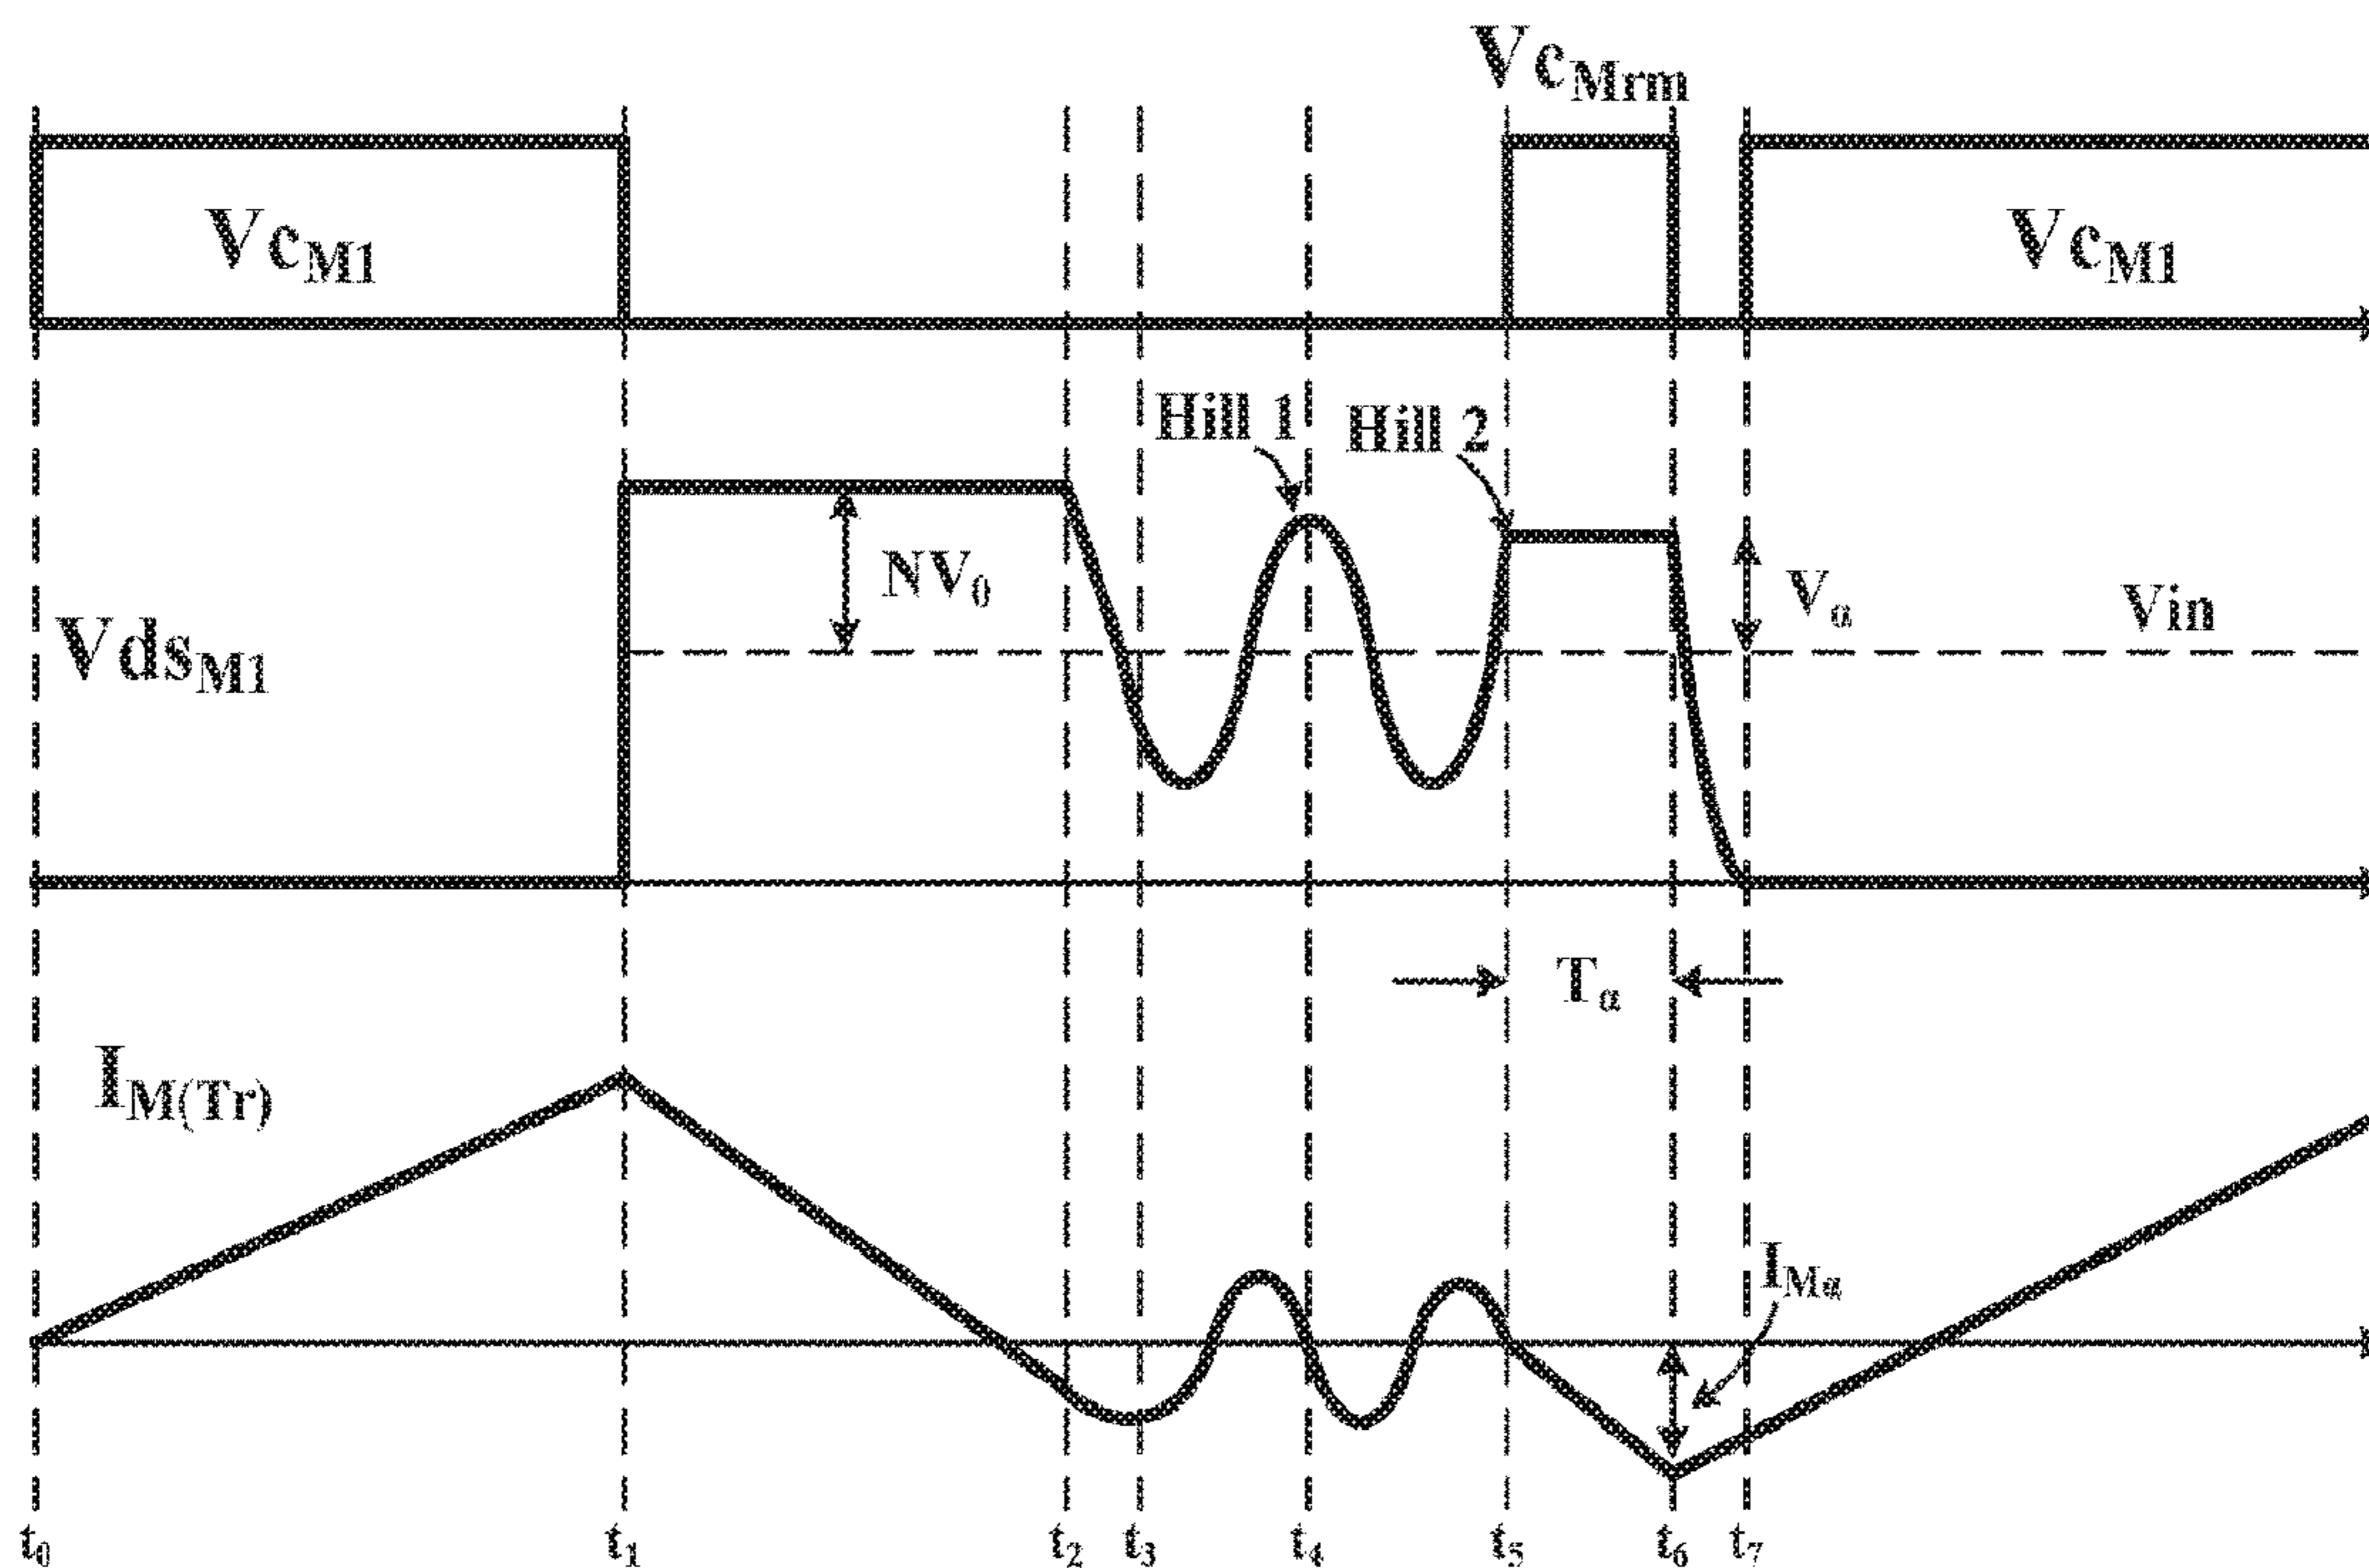 Vc_Mrm
Vc_M1
Vc_M1
Hill 1
Hill 2
NV_0
V_α
Vin
Vds_M1
T_α
I_M(Tr)
I_Mα
t_0 t_1 t_2 t_3 t_4 t_5 t_6 t_7